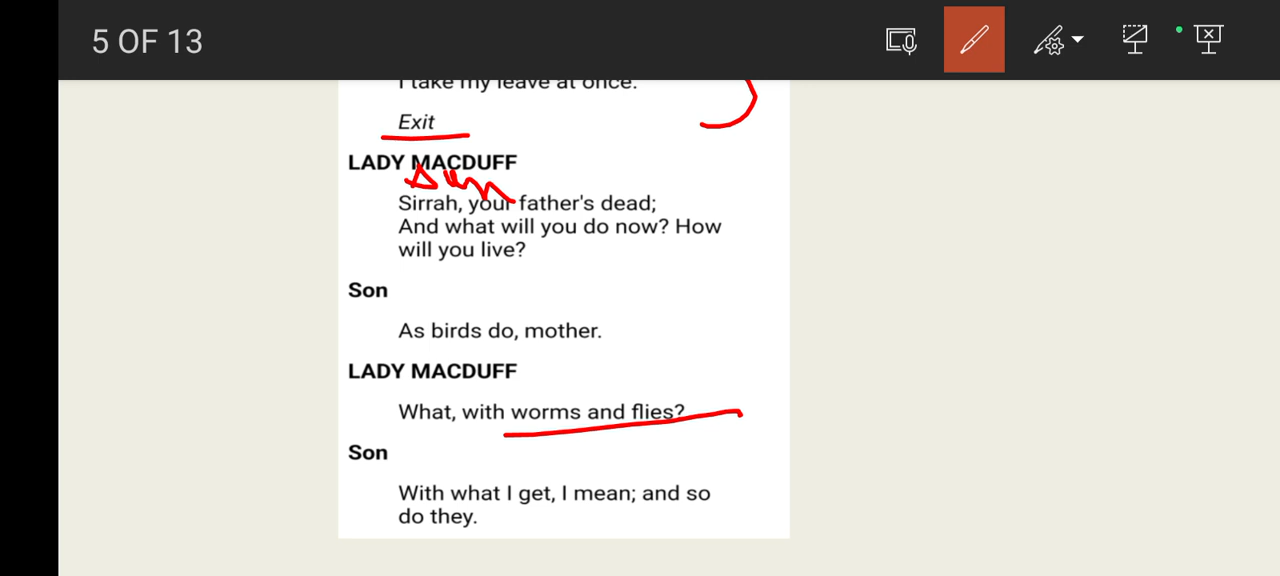 5 OF 13
I take my leave at once.
Exit
LADY MACDUFF
Sirrah, your father's dead;
And what will you do now? How
will you live?
Son
As birds do, mother.
LADY MACDUFF
What, with worms and flies?
Son
With what I get, I mean; and so
do they.